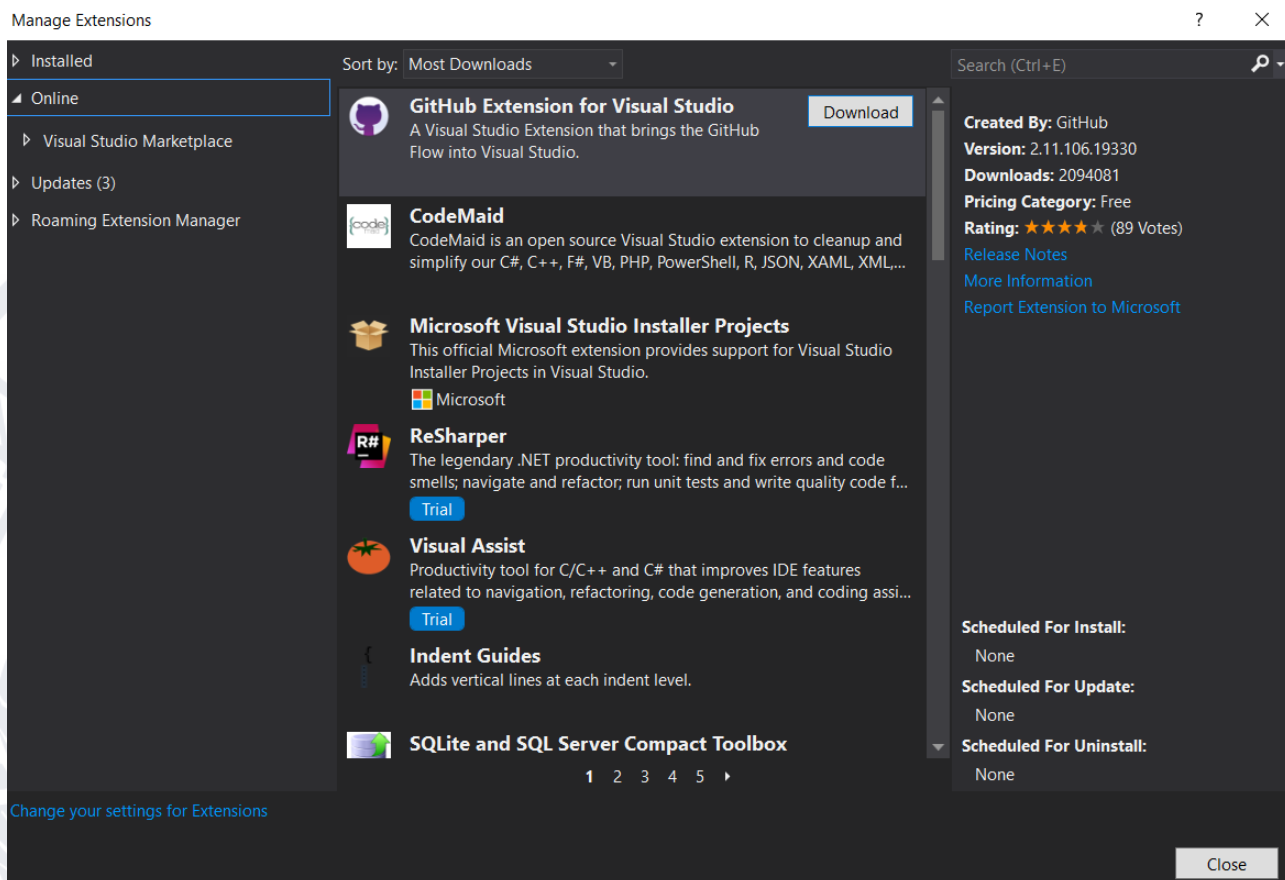 Manage Extensions
?
Installed
Online
Visual Studio Marketplace
Updates (3)
Roaming Extension Manager
Sort by: Most Downloads
GitHub Extension for Visual Studio
Download
A Visual Studio Extension that brings the GitHub
Flow into Visual Studio.
{code}
CodeMaid
CodeMaid is an open source Visual Studio extension to cleanup and
simplify our C#, C++, F#, VB, PHP, PowerShell, R, JSON, XAML, XML,...
Microsoft Visual Studio Installer Projects
This official Microsoft extension provides support for Visual Studio
Installer Projects in Visual Studio.
Microsoft
R#
ReSharper
The legendary .NET productivity tool: find and fix errors and code
smells; navigate and refactor; run unit tests and write quality code f...
Trial
Visual Assist
Productivity tool for C/C++ and C# that improves IDE features
related to navigation, refactoring, code generation, and coding assi...
Trial
Indent Guides
Adds vertical lines at each indent level.
SQLite and SQL Server Compact Toolbox
1 2 3 4 5
Search (Ctrl+E)
Created By: GitHub
Version: 2.11.106.19330
Downloads: 2094081
Pricing Category: Free
Rating: (89 Votes)
Release Notes
More Information
Report Extension to Microsoft
Scheduled For Install:
None
Scheduled For Update:
None
Scheduled For Uninstall:
None
Change your settings for Extensions
Close